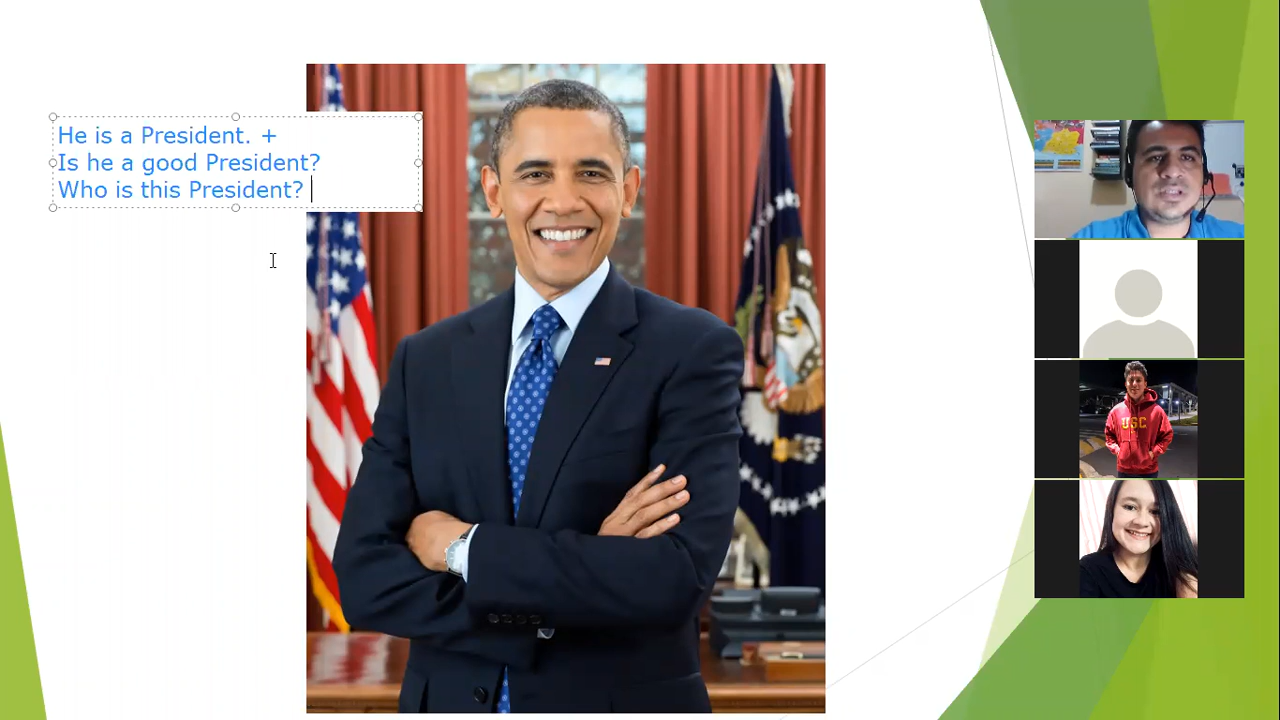 He is a President. +
Is he a good President?
Who is this President?
USC